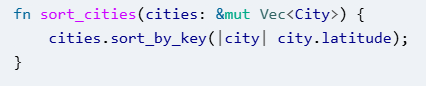 fn sort_cities(cities: &mut Vec<City>) {
    cities.sort_by_key(|city| city.latitude);
}